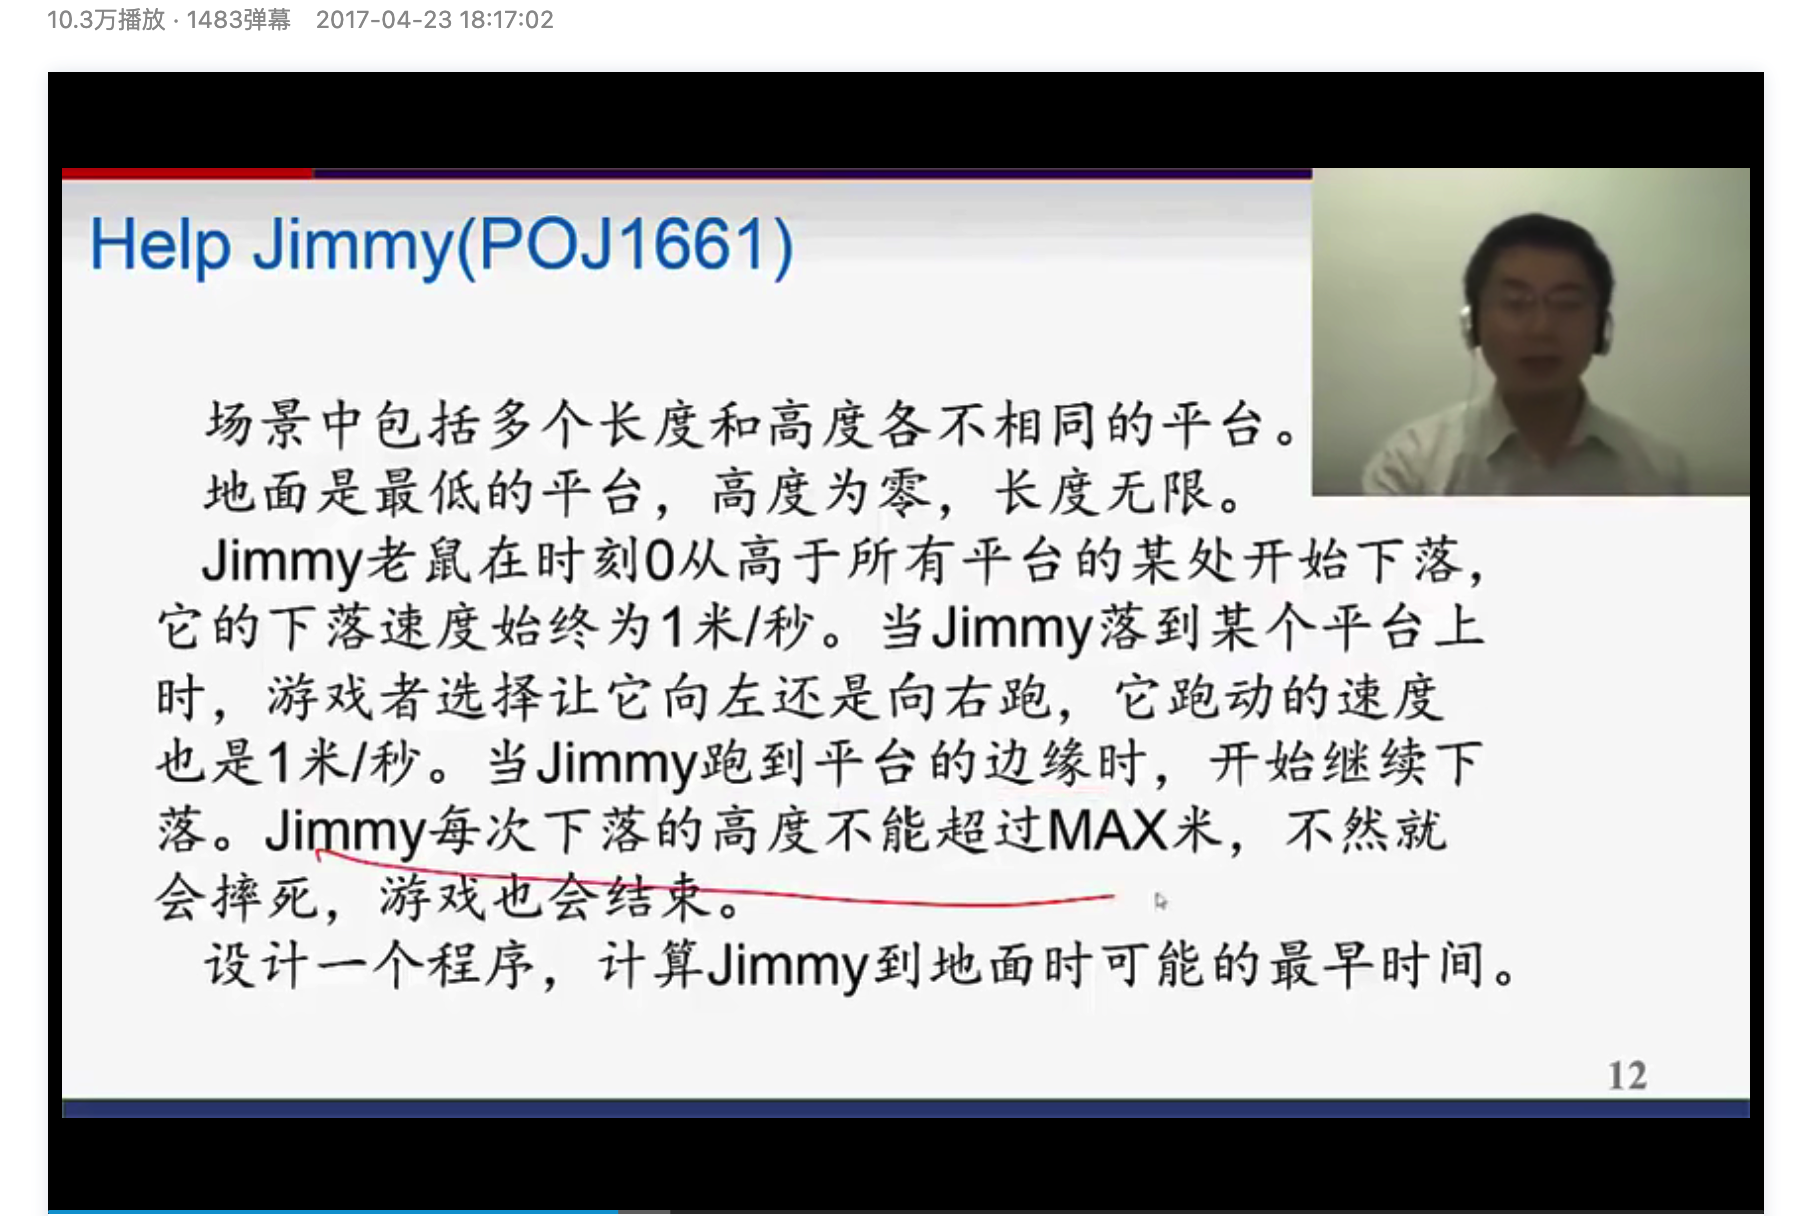 10.3万播放 · 1483弹幕 2017-04-23 18:17:02
Help Jimmy(POJ1661)
场景中包括多个长度和高度各不相同的平台。
地面是最低的平台，高度为零，长度无限。
Jimmy老鼠在时刻0从高于所有平台的某处开始下落，
它的下落速度始终为1米/秒。当Jimmy落到某个平台上
时，游戏者选择让它向左还是向右跑，它跑动的速度
也是1米/秒。当Jimmy跑到平台的边缘时，开始继续下
落。Jimmy每次下落的高度不能超过MAX米，不然就
会摔死，游戏也会结束。
设计一个程序，计算Jimmy到地面时可能的最早时间。
12